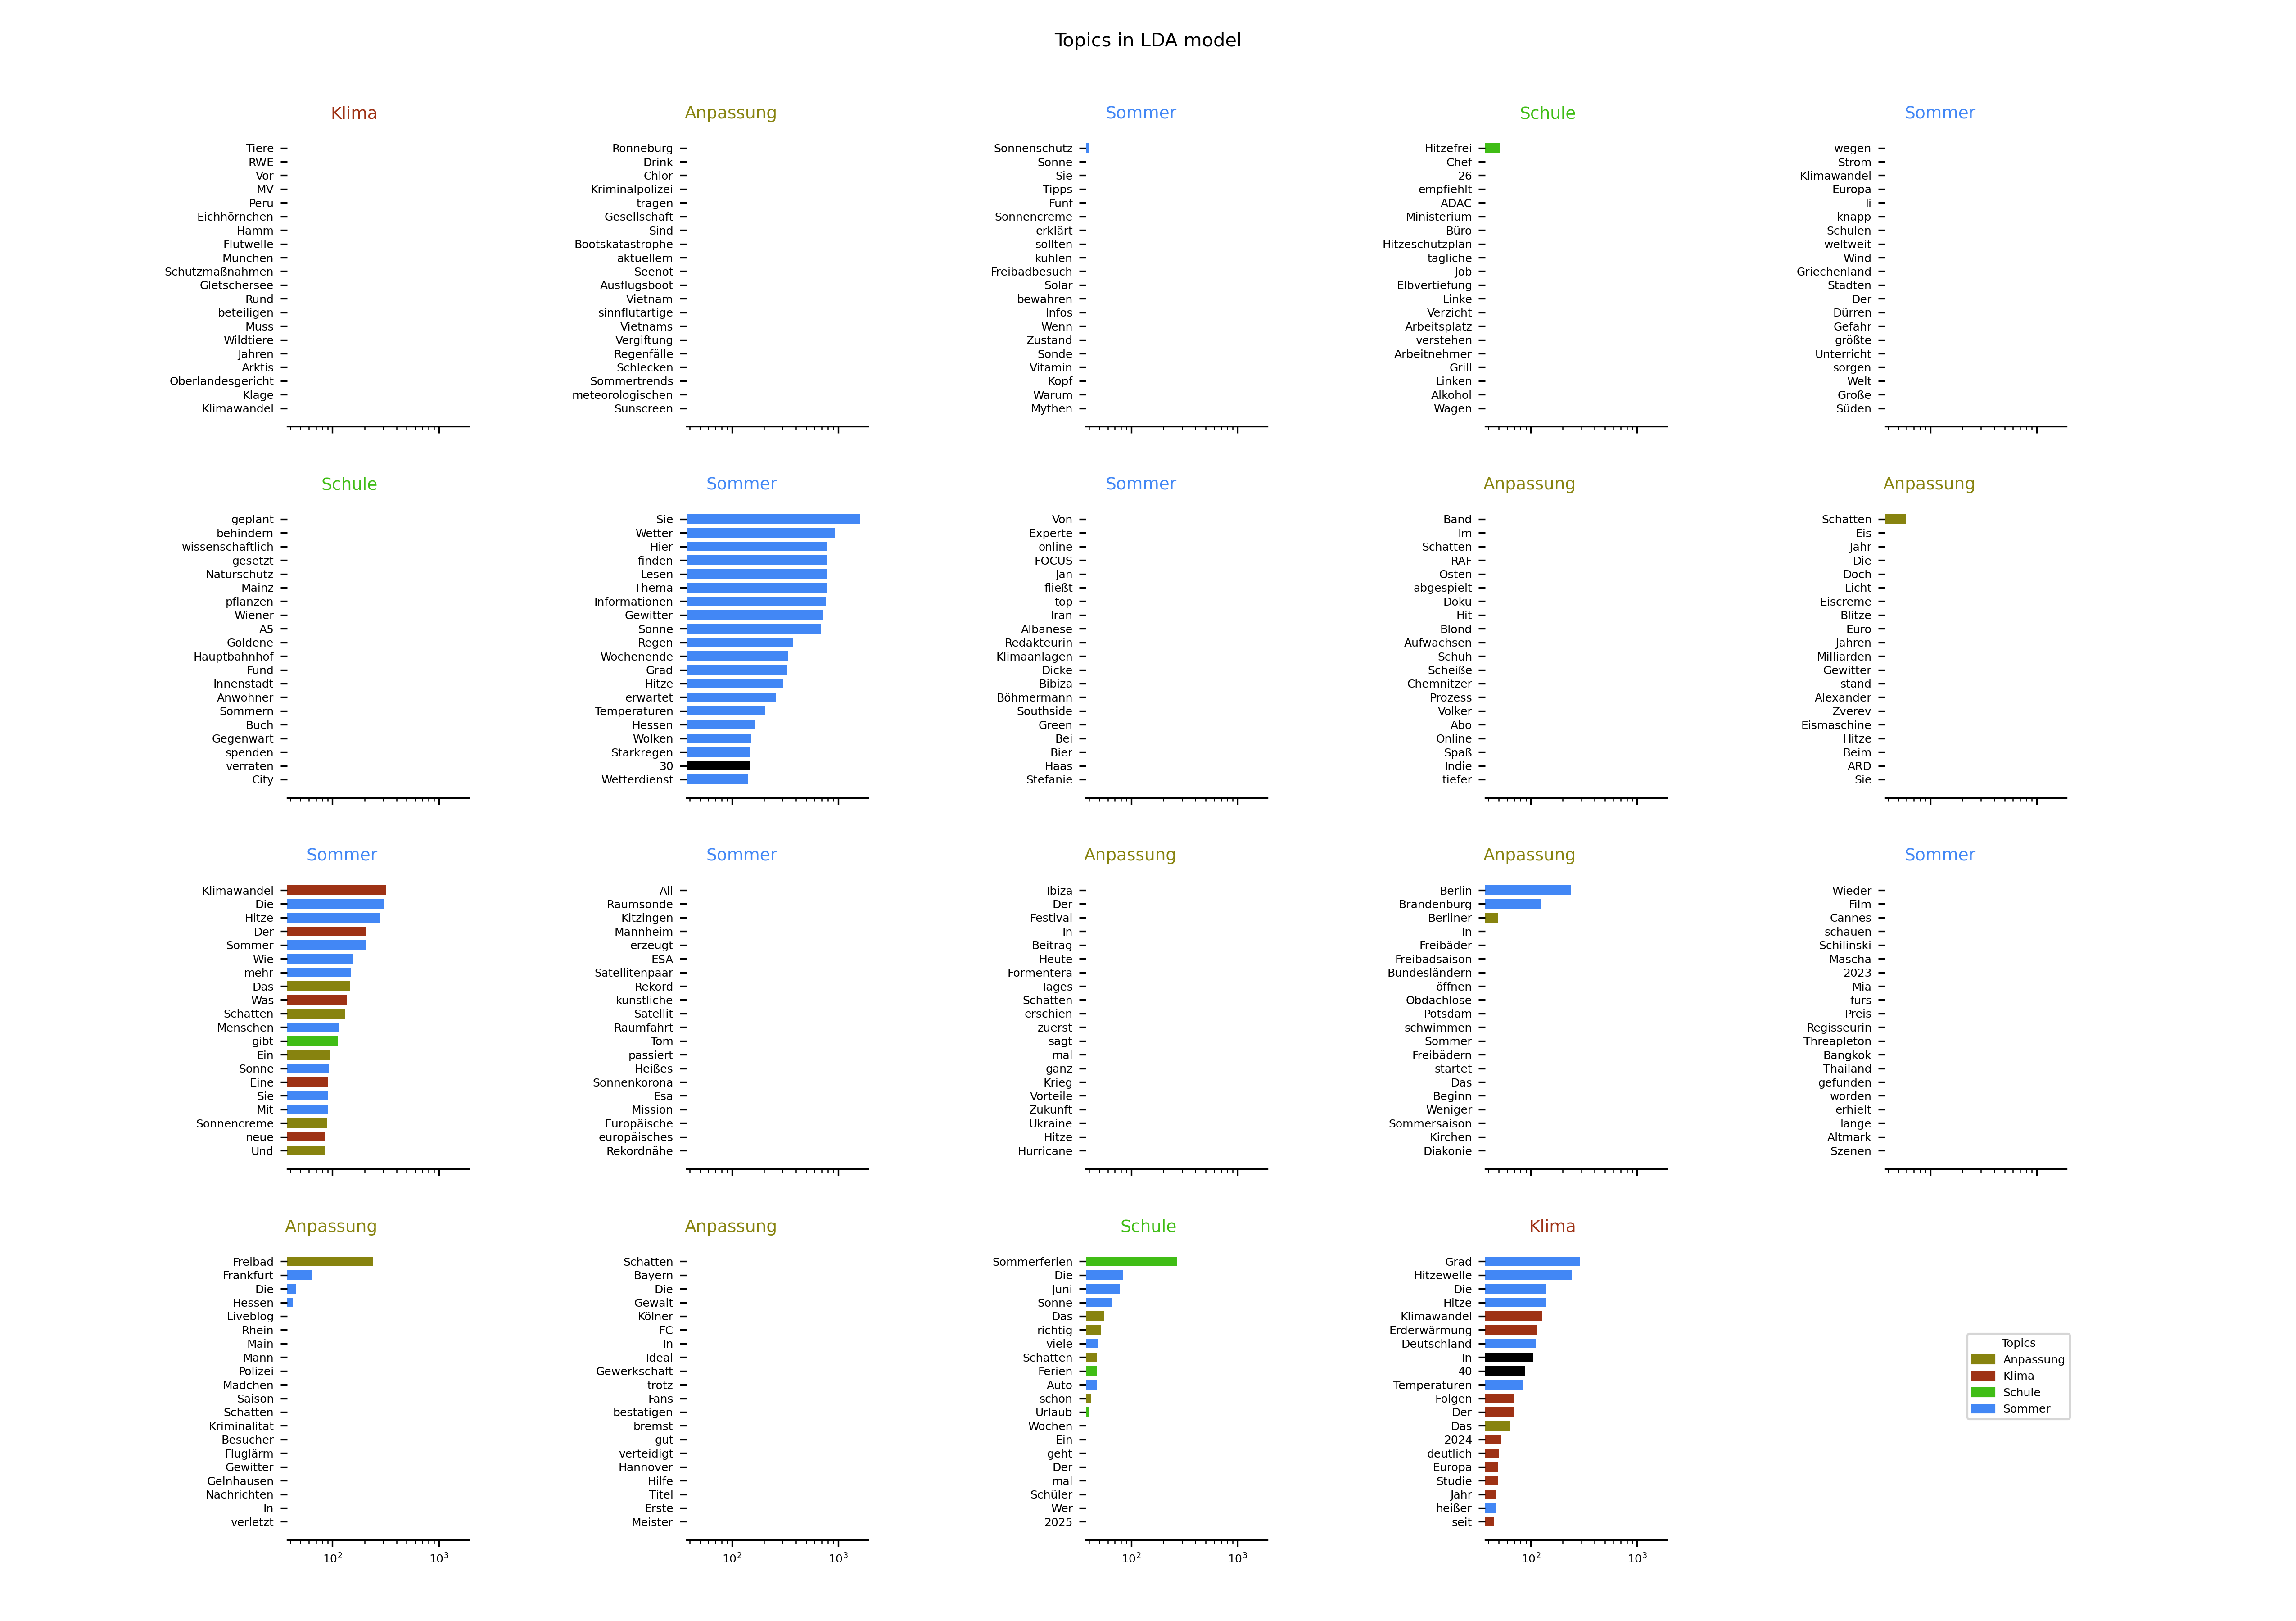 Topics in LDA model
Klima
Tiere
RWE
Vor
MV
Peru
Eichhörnchen
Hamm
Flutwelle
München
Schutzmaßnahmen
Gletschersee
Rund
beteiligen
Muss
Wildtiere
Jahren
Arktis
Oberlandesgericht
Klage
Klimawandel
Anpassung
Ronneburg
Drink
Chlor
Kriminalpolizei
tragen
Gesellschaft
Sind
Bootskatastrophe
aktuellem
Seenot
Ausflugsboot
Vietnam
sinnflutartige
Vietnams
Vergiftung
Regenfälle
Schlecken
Sommertrends
meteorologischen
Sunscreen
Sommer
Sonnenschutz
Sonne
Sie
Tipps
Fünf
Sonnencreme
erklärt
sollten
kühlen
Freibadbesuch
Solar
bewahren
Infos
Wenn
Zustand
Sonde
Vitamin
Kopf
Warum
Mythen
Schule
Hitzefrei
Chef
26
empfiehlt
ADAC
Ministerium
Büro
Hitzeschutzplan
tägliche
Job
Elbvertiefung
Linke
Verzicht
Arbeitsplatz
verstehen
Arbeitnehmer
Grill
Linken
Alkohol
Wagen
Sommer
wegen
Strom
Klimawandel
Europa
li
knapp
Schulen
weltweit
Wind
Griechenland
Städten
Der
Dürren
Gefahr
größte
Unterricht
sorgen
Welt
Große
Süden
Schule
geplant
behindern
wissenschaftlich
gesetzt
Naturschutz
Mainz
pflanzen
Wiener
A5
Goldene
Hauptbahnhof
Fund
Innenstadt
Anwohner
Sommern
Buch
Gegenwart
spenden
verraten
City
Sommer
Sie
Wetter
Hier
finden
Lesen
Thema
Informationen
Gewitter
Sonne
Regen
Wochenende
Grad
Hitze
erwartet
Temperaturen
Hessen
Wolken
Starkregen
30
Wetterdienst
Sommer
Von
Experte
online
FOCUS
Jan
fließt
top
Iran
Albanese
Redakteurin
Klimaanlagen
Dicke
Bibiza
Böhmermann
Southside
Green
Bei
Bier
Haas
Stefanie
Anpassung
Band
Im
Schatten
RAF
Osten
abgespielt
Doku
Hit
Blond
Aufwachsen
Schuh
Scheiße
Chemnitzer
Prozess
Volker
Abo
Online
Spaß
Indie
tiefer
Anpassung
Schatten
Eis
Jahr
Die
Doch
Licht
Eiscreme
Blitze
Euro
Jahren
Milliarden
Gewitter
stand
Alexander
Zverev
Eismaschine
Hitze
Beim
ARD
Sie
Sommer
Klimawandel
Die
Hitze
Der
Sommer
Wie
mehr
Das
Was
Schatten
Menschen
gibt
Ein
Sonne
Eine
Sie
Mit
Sonnencreme
neue
Und
Sommer
All
Raumsonde
Kitzingen
Mannheim
erzeugt
ESA
Satellitenpaar
Rekord
künstliche
Satellit
Raumfahrt
Tom
passiert
Heißes
Sonnenkorona
Esa
Mission
Europäische
europäisches
Rekordnähe
Anpassung
Ibiza
Der
Festival
In
Beitrag
Heute
Formentera
Tages
Schatten
erschien
zuerst
sagt
mal
ganz
Krieg
Vorteile
Zukunft
Ukraine
Hitze
Hurricane
Anpassung
Berlin
Brandenburg
Berliner
In
Freibäder
Freibadsaison
Bundesländern
öffnen
Obdachlose
Potsdam
schwimmen
Sommer
Freibädern
startet
Das
Beginn
Weniger
Sommersaison
Kirchen
Diakonie
Sommer
Wieder
Film
Cannes
schauen
Schilinski
Mascha
2023
Mia
fürs
Preis
Regisseurin
Threapleton
Bangkok
Thailand
gefunden
worden
erhielt
lange
Altmark
Szenen
Anpassung
Freibad
Frankfurt
Die
Hessen
Liveblog
Rhein
Main
Mann
Polizei
Mädchen
Saison
Schatten
Kriminalität
Besucher
Fluglärm
Gewitter
Gelnhausen
Nachrichten
In
verletzt
10² 10³
Anpassung
Schatten
Bayern
Die
Gewalt
Kölner
FC
In
Ideal
Gewerkschaft
trotz
Fans
bestätigen
bremst
gut
verteidigt
Hannover
Hilfe
Titel
Erste
Meister
10² 10³
Schule
Sommerferien
Die
Juni
Sonne
Das
richtig
viele
Schatten
Ferien
Auto
schon
Urlaub
Wochen
Ein
geht
Der
mal
Schüler
Wer
2025
10² 10³
Klima
Grad
Hitzewelle
Die
Hitze
Klimawandel
Erderwärmung
Deutschland
In
40
Temperaturen
Folgen
Der
Das
2024
deutlich
Europa
Studie
Jahr
heißer
seit
10² 10³
Topics
Anpassung
Klima
Schule
Sommer